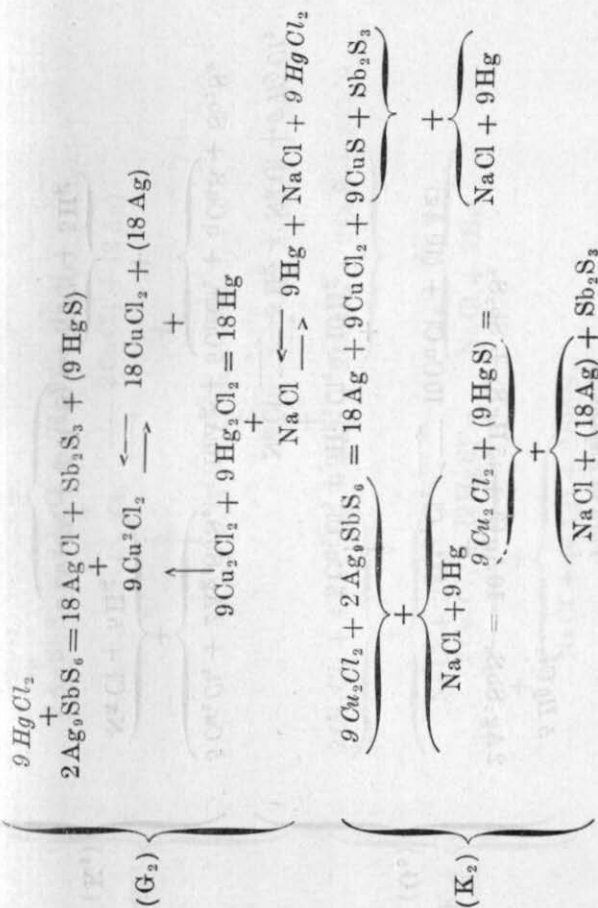 (G₂)
9 HgCl₂
+
2 Ag₉SbS₆ = 18 AgCl + Sb₂S₃ + (9 HgS)
+
9 Cu²Cl₂ ⇄ 18 CuCl₂ + (18 Ag)
↑ +
9 Cu₂Cl₂ + 9 Hg₂Cl₂ = 18 Hg
+
NaCl ⇄ 9 Hg + NaCl + 9 HgCl₂
(K₂)
9 Cu₂Cl₂ + 2 Ag₉SbS₆ = 18 Ag + 9 CuCl₂ + 9 CuS + Sb₂S₃
+ +
NaCl + 9 Hg NaCl + 9 Hg
9 Cu₂Cl₂ + (9 HgS) =
+
NaCl + (18 Ag) + Sb₂S₃